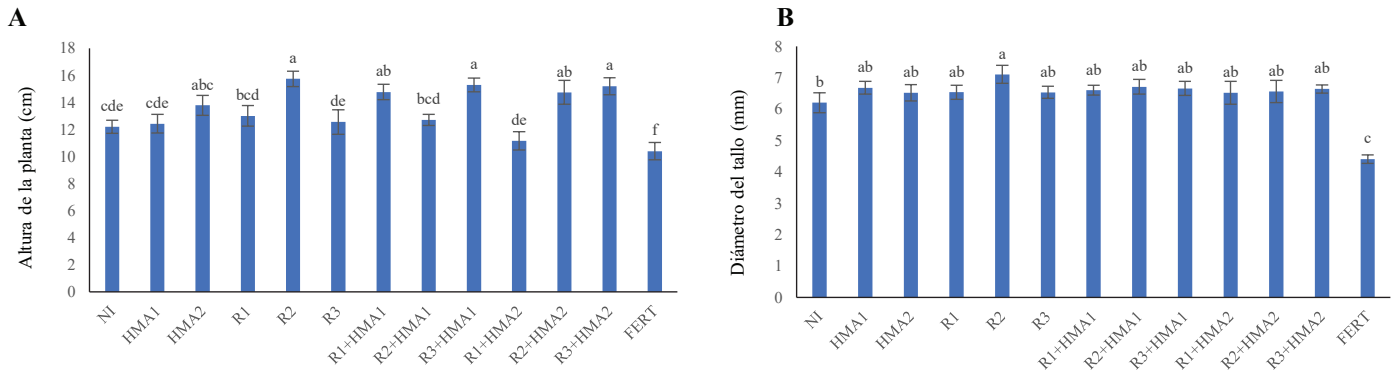 A
Altura de la planta (cm)
18
16
14
12
10
8
6
4
2
0
cde
cde
abc
bcd
a
de
ab
bcd
a
de
ab
a
f
NI
HMA1
HMA2
R1
R2
R3
R1+HMA1
R2+HMA1
R3+HMA1
R1+HMA2
R2+HMA2
R3+HMA2
FERT
B
Diámetro del tallo (mm)
8
7
6
5
4
3
2
1
0
b
ab
ab
ab
a
ab
ab
ab
ab
ab
ab
ab
c
NI
HMA1
HMA2
R1
R2
R3
R1+HMA1
R2+HMA1
R3+HMA1
R1+HMA2
R2+HMA2
R3+HMA2
FERT